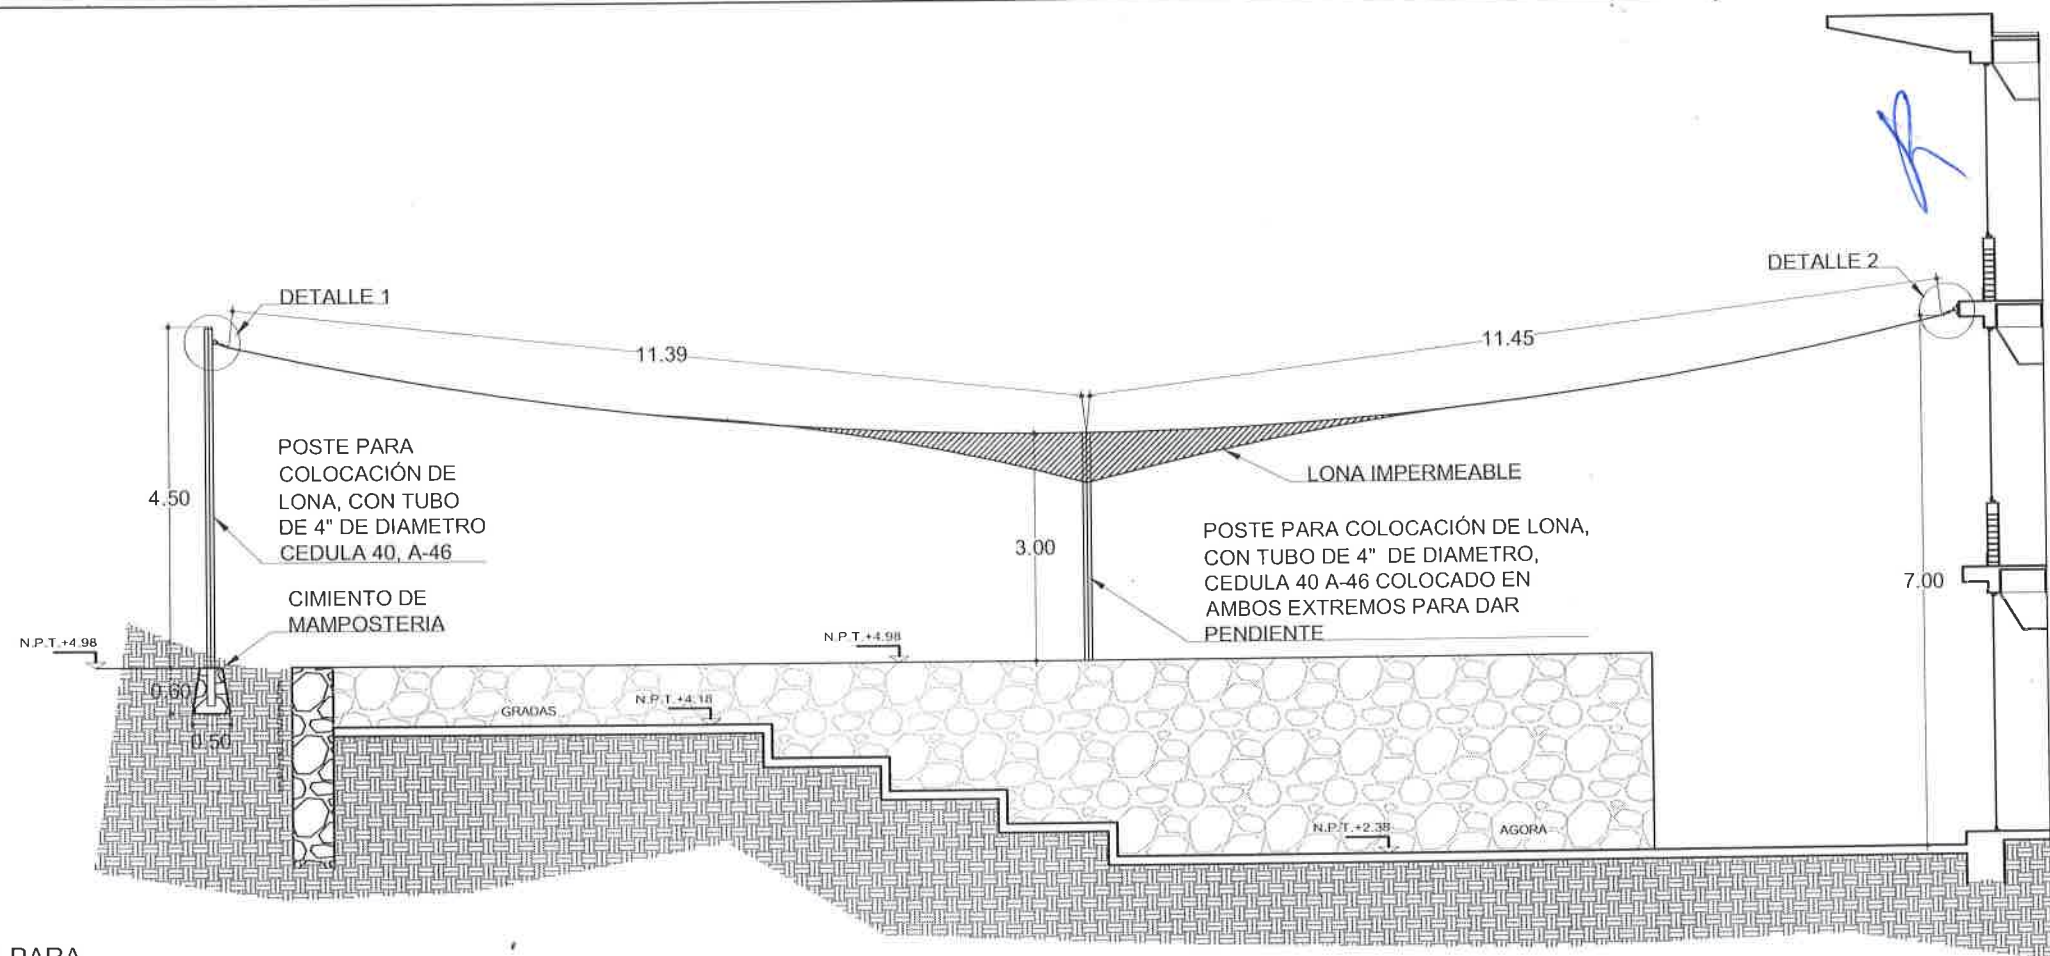 DETALLE 1
DETALLE 2
11.39
11.45
POSTE PARA
COLOCACIÓN DE
LONA, CON TUBO
DE 4" DE DIAMETRO
CEDULA 40, A-46
4.50
LONA IMPERMEABLE
POSTE PARA COLOCACIÓN DE LONA,
CON TUBO DE 4" DE DIAMETRO,
CEDULA 40 A-46 COLOCADO EN
AMBOS EXTREMOS PARA DAR
PENDIENTE
3.00
7.00
CIMIENTO DE
MAMPOSTERIA
N.P.T.+4.98
N.P.T.+4.98
0.60
0.50
GRADAS
N.P.T.+4.18
N.P.T.+2.38
AGORA
PARA